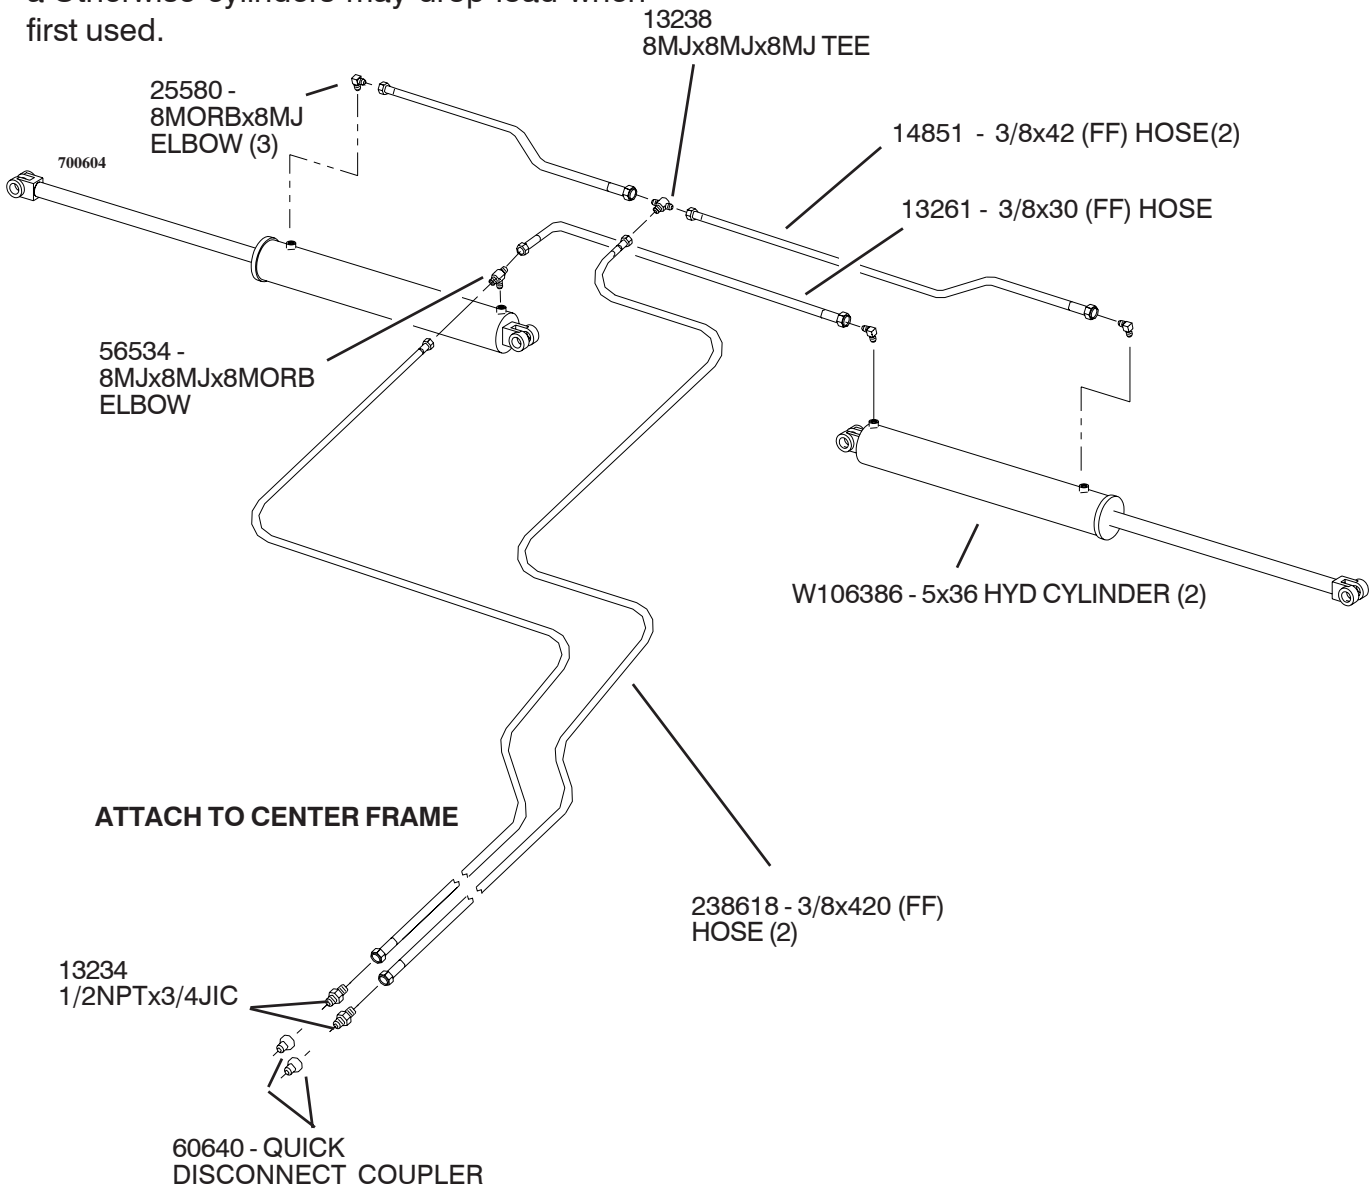 a Otherwise cylinders may drop load when
first used.
13238
8MJx8MJx8MJ TEE
25580 -
8MORBx8MJ
ELBOW (3)
700604
14851 - 3/8x42 (FF) HOSE(2)
13261 - 3/8x30 (FF) HOSE
56534 -
8MJx8MJx8MORB
ELBOW
W106386 - 5x36 HYD CYLINDER (2)
ATTACH TO CENTER FRAME
238618 - 3/8x420 (FF)
HOSE (2)
13234
1/2NPTx3/4JIC
60640 - QUICK
DISCONNECT COUPLER